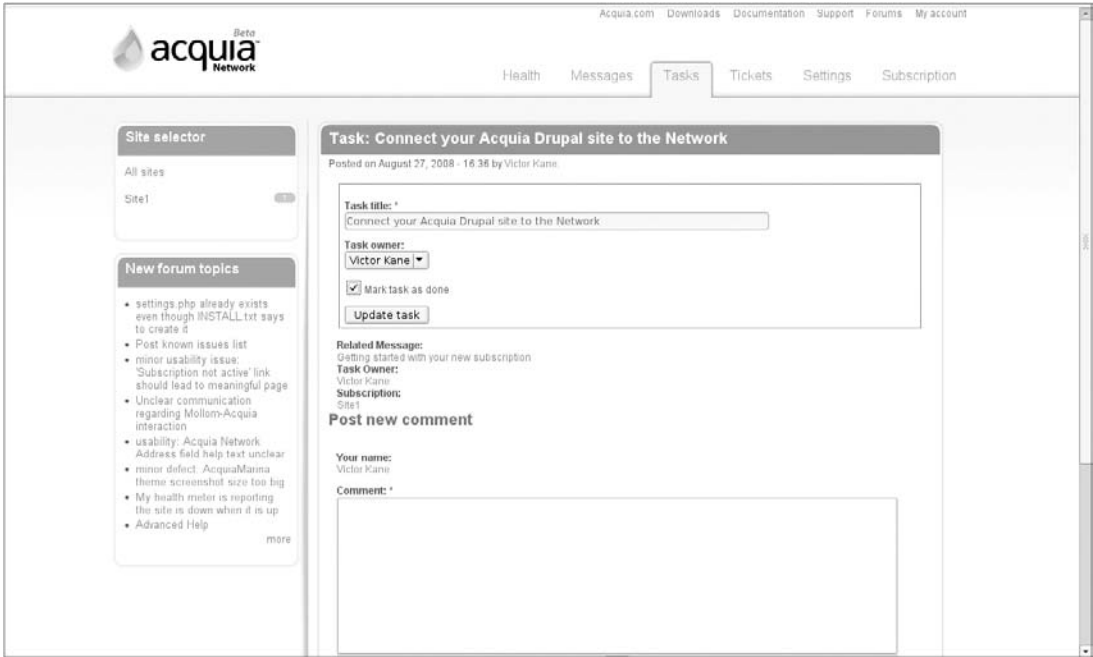 Acquia.com Downloads Documentation Support Forums My account
Beta
acquia
Network
Health Messages Tasks Tickets Settings Subscription
Site selector
All sites
Site1
New forum topics
settings.php already exists
even though INSTALL.txt says
to create it
Post known issues list
minor usability issue:
'Subscription not active' link
should lead to meaningful page
Unclear communication
regarding Mollom-Acquia
interaction
usability: Acquia Network
Address field help text unclear
minor defect: AcquiaMarina
theme screenshot size too big
My health meter is reporting
the site is down when it is up
Advanced Help
more
Task: Connect your Acquia Drupal site to the Network
Posted on August 27, 2008 - 16:36 by Victor Kane
Task title: *
Connect your Acquia Drupal site to the Network
Task owner:
Victor Kane
Mark task as done
Update task
Related Message:
Getting started with your new subscription
Task Owner:
Victor Kane
Subscription:
Site1
Post new comment
Your name:
Victor Kane
Comment: *